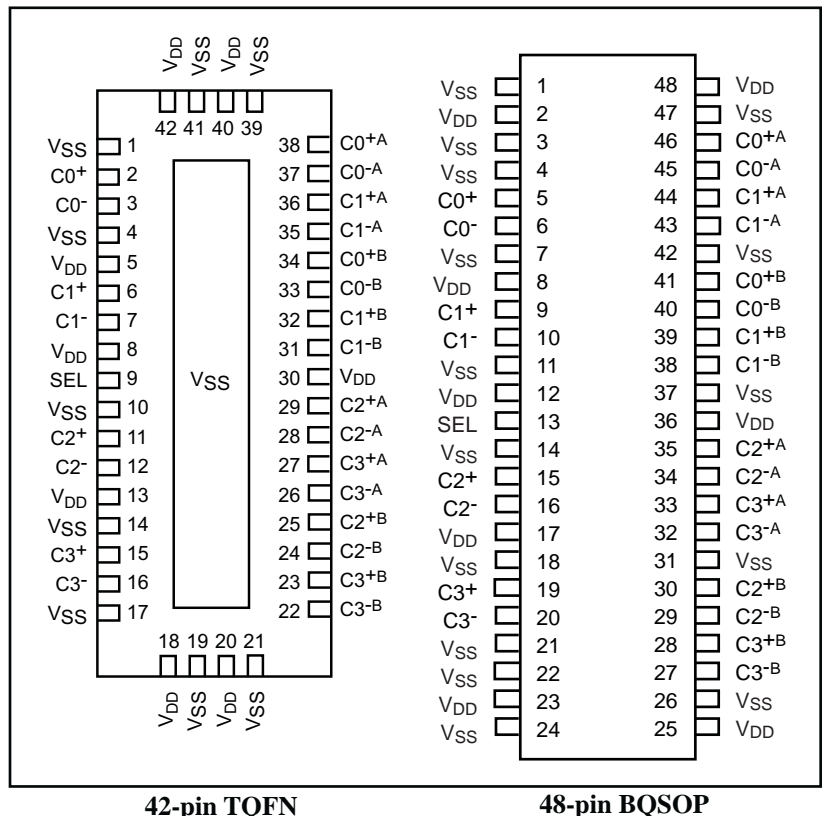 VDD VSS VDD VSS
42 41 40 39
VSS 1
C0+ 2
C0- 3
VSS 4
VDD 5
C1+ 6
C1- 7
VDD 8
SEL 9
VSS 10
C2+ 11
C2- 12
VDD 13
VSS 14
C3+ 15
C3- 16
VSS 17
VSS
38 C0+A
37 C0-A
36 C1+A
35 C1-A
34 C0+B
33 C0-B
32 C1+B
31 C1-B
30 VDD
29 C2+A
28 C2-A
27 C3+A
26 C3-A
25 C2+B
24 C2-B
23 C3+B
22 C3-B
18 19 20 21
VDD VSS VDD VSS
42-pin TQFN
VSS 1 48 VDD
VDD 2 47 VSS
VSS 3 46 C0+A
VSS 4 45 C0-A
C0+ 5 44 C1+A
C0- 6 43 C1-A
VSS 7 42 VSS
VDD 8 41 C0+B
C1+ 9 40 C0-B
C1- 10 39 C1+B
VSS 11 38 C1-B
VDD 12 37 VSS
SEL 13 36 VDD
VSS 14 35 C2+A
C2+ 15 34 C2-A
C2- 16 33 C3+A
VDD 17 32 C3-A
VSS 18 31 VSS
C3+ 19 30 C2+B
C3- 20 29 C2-B
VSS 21 28 C3+B
VSS 22 27 C3-B
VDD 23 26 VSS
VSS 24 25 VDD
48-pin BQSOP